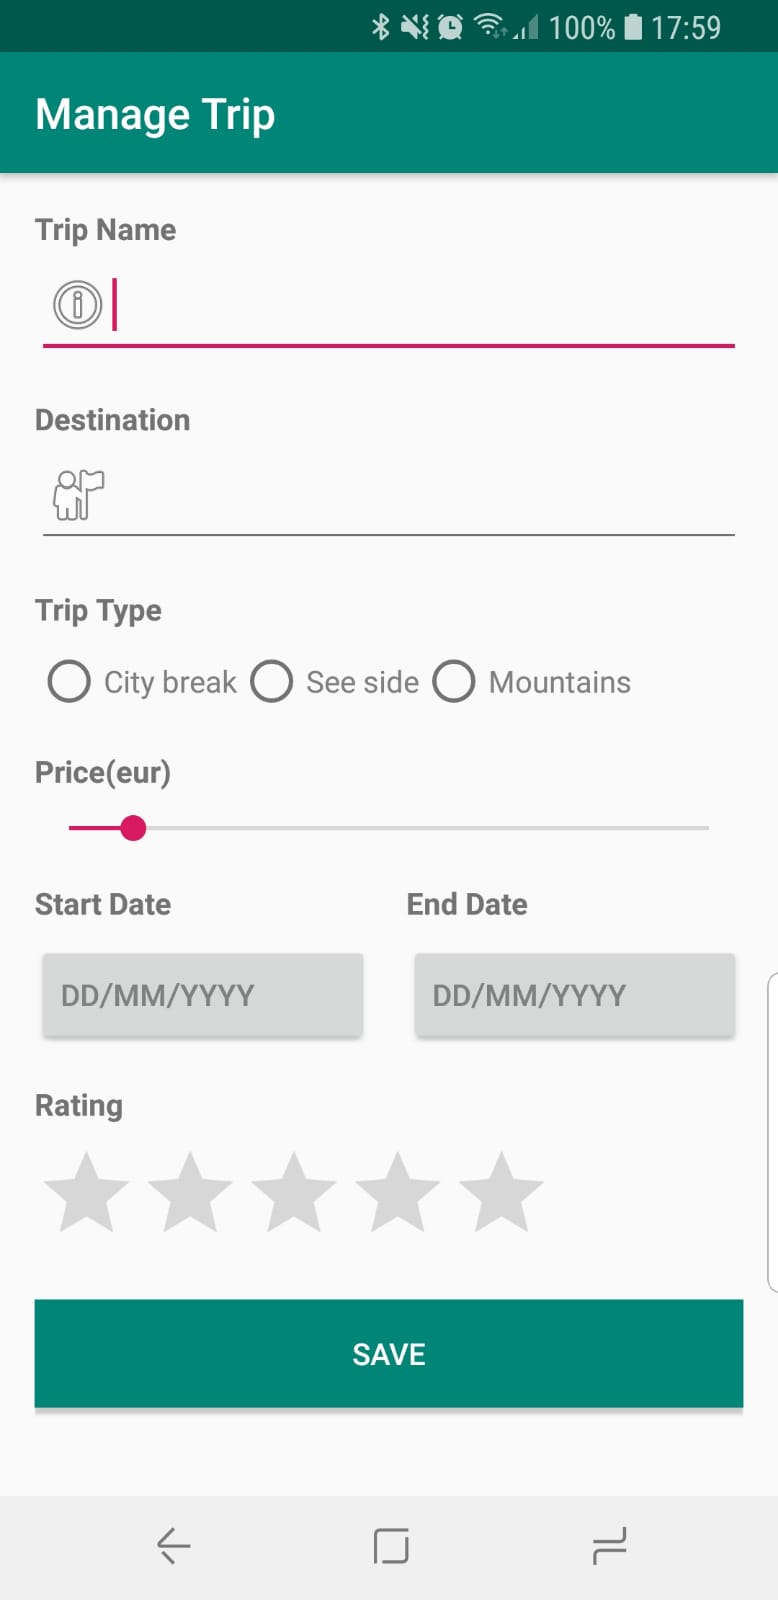 100% 17:59
Manage Trip
Trip Name
Destination
Trip Type
City break See side Mountains
Price(eur)
Start Date End Date
DD/MM/YYYY DD/MM/YYYY
Rating
SAVE